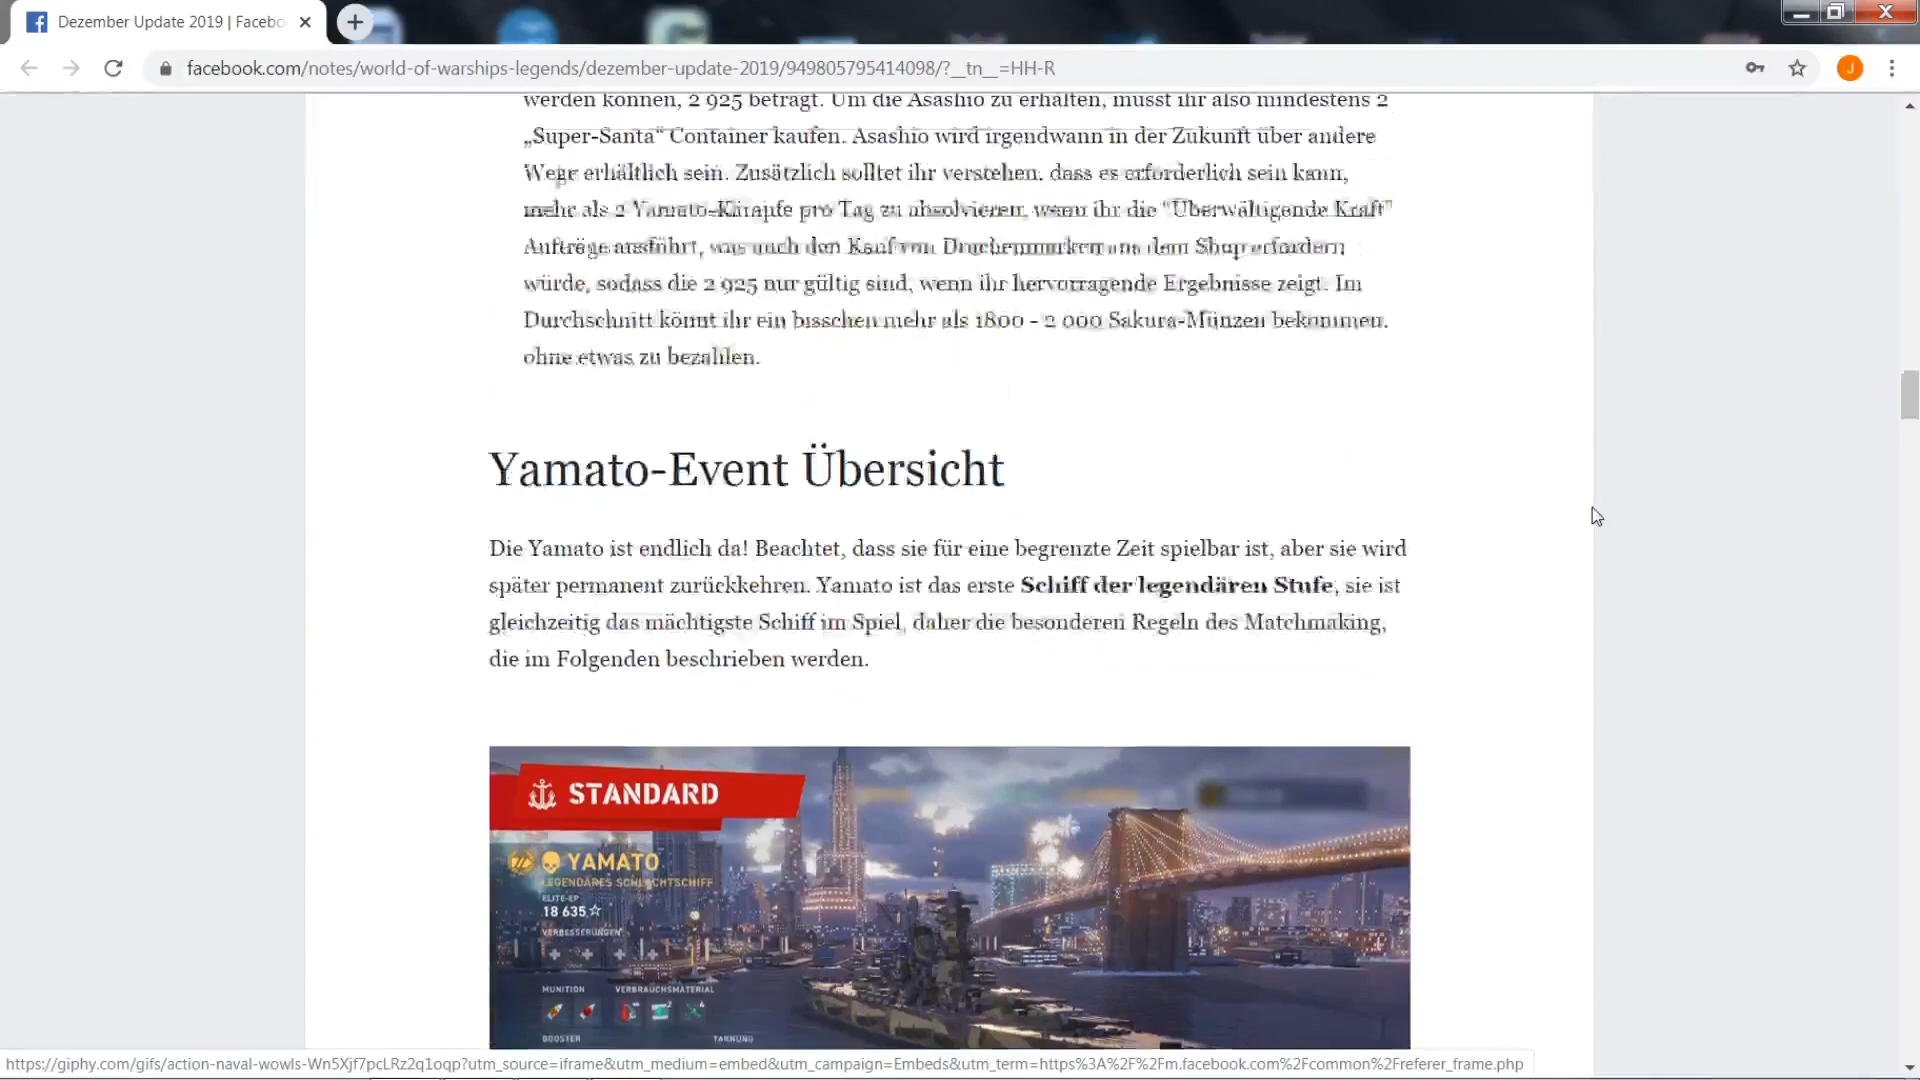 Dezember Update 2019 | Facebo
facebook.com/notes/world-of-warships-legends/dezember-update-2019/949805795414098/?__tn__=HH-R
J
werden können, 2 925 beträgt. Um die Asashio zu erhalten, müsst ihr also mindestens 2
„Super-Santa“ Container kaufen. Asashio wird irgendwann in der Zukunft über andere
Wege erhältlich sein. Zusätzlich solltet ihr verstehen, dass es erforderlich sein kann,
mehr als 2 Yamato-Kämpfe pro Tag zu absolvieren, wenn ihr die "Überwältigende Kraft"
Aufträge ausführt, was auch den Kauf von Drachenmarken aus dem Shop erfordern
würde, sodass die 2 925 nur gültig sind, wenn ihr hervorragende Ergebnisse zeigt. Im
Durchschnitt könnt ihr ein bisschen mehr als 1800 - 2 000 Sakura-Münzen bekommen,
ohne etwas zu bezahlen.
Yamato-Event Übersicht
Die Yamato ist endlich da! Beachtet, dass sie für eine begrenzte Zeit spielbar ist, aber sie wird
später permanent zurückkehren. Yamato ist das erste Schiff der legendären Stufe, sie ist
gleichzeitig das mächtigste Schiff im Spiel, daher die besonderen Regeln des Matchmaking,
die im Folgenden beschrieben werden.
STANDARD
YAMATO
LEGENDÄRES SCHLACHTSCHIFF
ELITE-EP
18 635
VERBESSERUNGEN
MUNITION VERBRAUCHSMATERIAL
BOOSTER TARNUNG
https://giphy.com/gifs/action-naval-wowls-Wn5Xjf7pcLRz2q1oqp?utm_source=iframe&utm_medium=embed&utm_campaign=Embeds&utm_term=https%3A%2F%2Fm.facebook.com%2Fcommon%2Freferer_frame.php